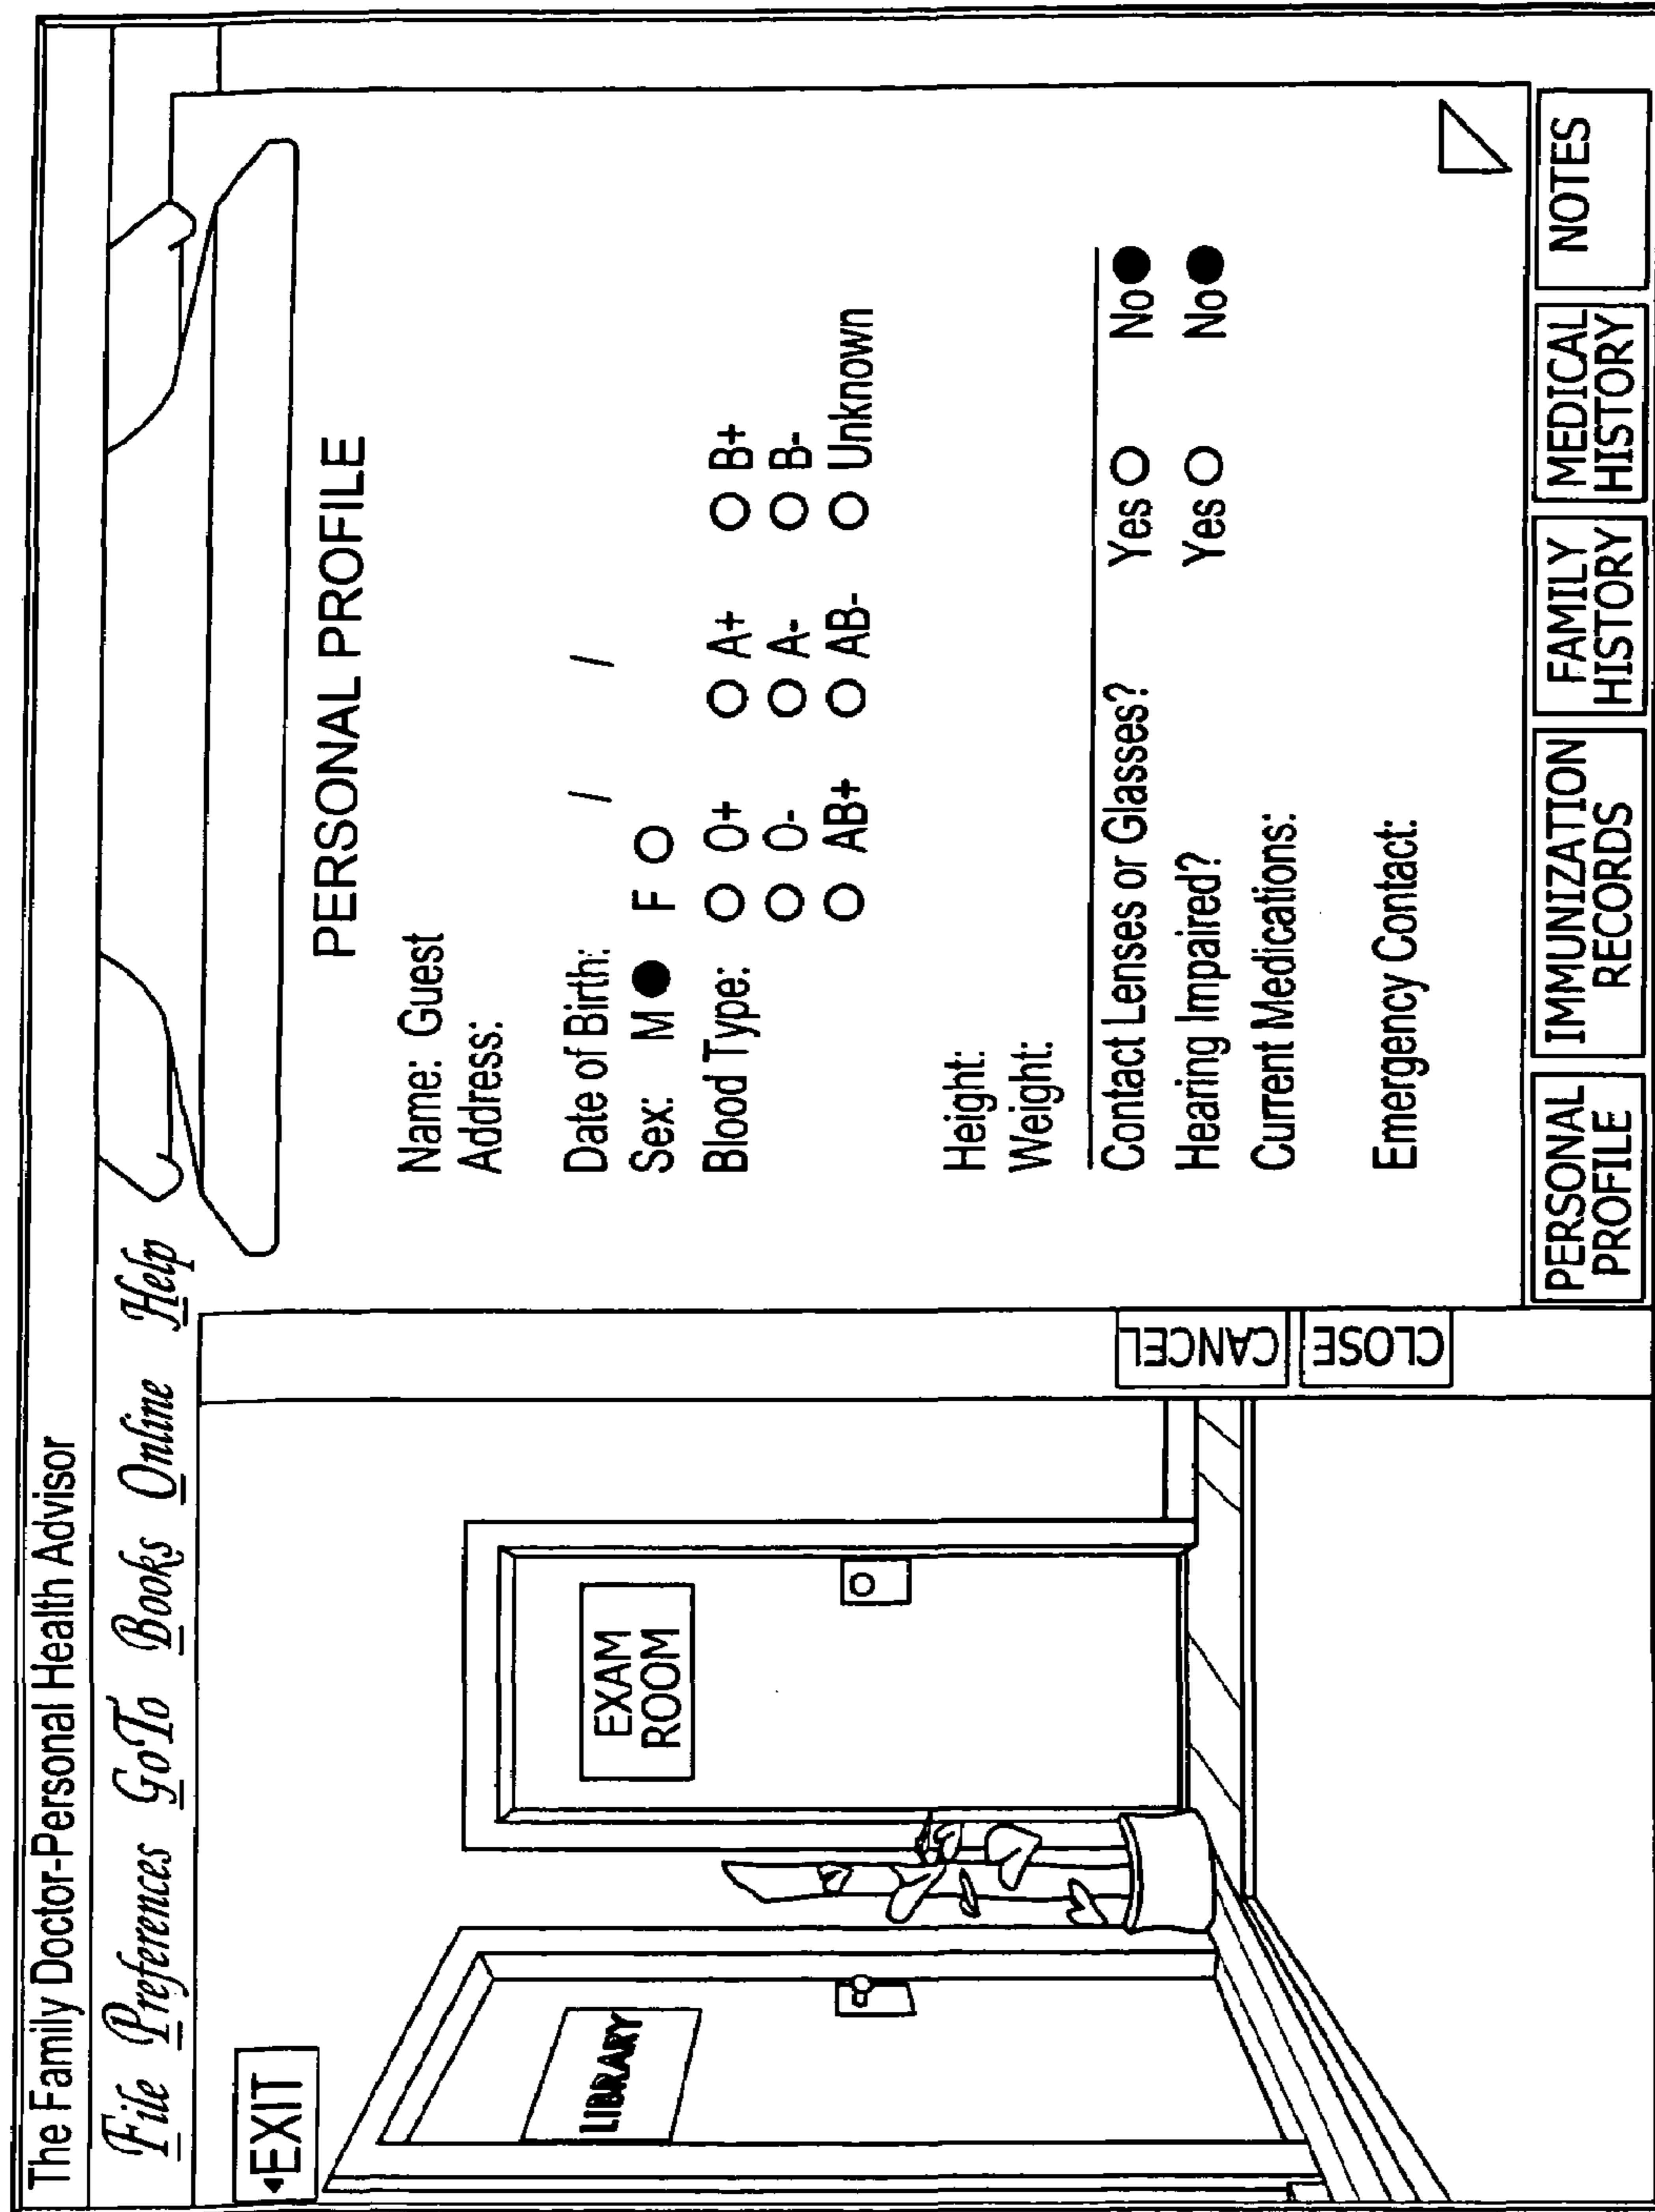 The Family Doctor-Personal Health Advisor
File Preferences GoTo Books Online Help
EXIT
LIBRARY
EXAM
ROOM
CANCEL
CLOSE
PERSONAL PROFILE
Name: Guest
Address:
Date of Birth: / /
Sex: M F
Blood Type: O+ A+ B+
O- A- B-
AB+ AB- Unknown
Height:
Weight:
Contact Lenses or Glasses? Yes No
Hearing Impaired? Yes No
Current Medications:
Emergency Contact:
PERSONAL
PROFILE
IMMUNIZATION
RECORDS
FAMILY
HISTORY
MEDICAL
HISTORY
NOTES